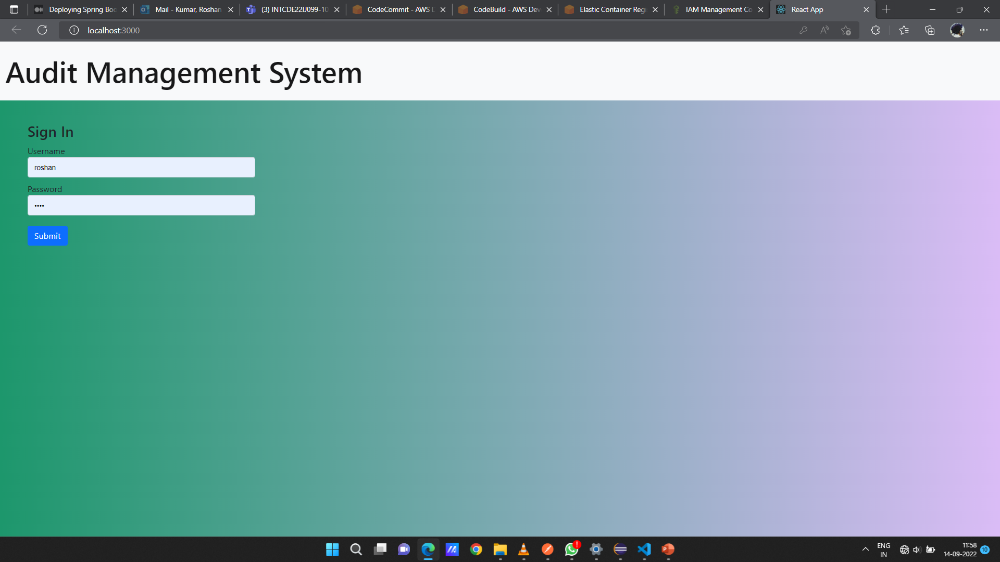 Deploying Spring Boo
Mail - Kumar, Roshan
(3) INTCDE22IJ099-10
CodeCommit - AWS D
CodeBuild - AWS Dev
Elastic Container Regi
IAM Management Co
React App
localhost:3000
Audit Management System
Sign In
Username
roshan
Password
••••
Submit
ENG
IN
11:58
14-09-2022
10